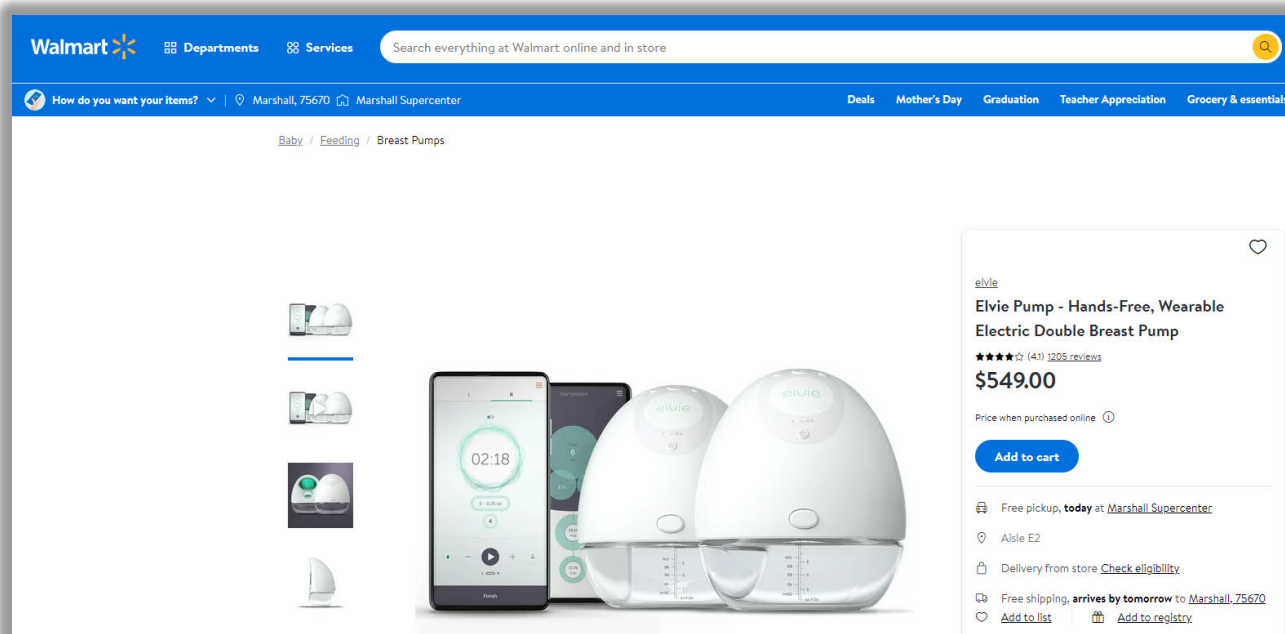 Walmart
Departments
Services
Search everything at Walmart online and in store
How do you want your items? | Marshall, 75670 Marshall Supercenter
Deals Mother's Day Graduation Teacher Appreciation Grocery & essentials
Baby / Feeding / Breast Pumps
elvie
Elvie Pump - Hands-Free, Wearable
Electric Double Breast Pump
(4.1) 1205 reviews
$549.00
Price when purchased online
Add to cart
Free pickup, today at Marshall Supercenter
Aisle E2
Delivery from store Check eligibility
Free shipping, arrives by tomorrow to Marshall, 75670
Add to list Add to registry
L R
02:18
4
Finish
elvie
elvie